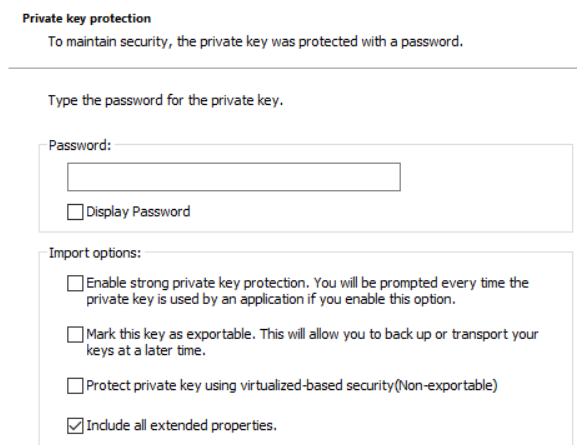 Private key protection
To maintain security, the private key was protected with a password.
Type the password for the private key.
Password:
Display Password
Import options:
Enable strong private key protection. You will be prompted every time the
private key is used by an application if you enable this option.
Mark this key as exportable. This will allow you to back up or transport your
keys at a later time.
Protect private key using virtualized-based security(Non-exportable)
Include all extended properties.